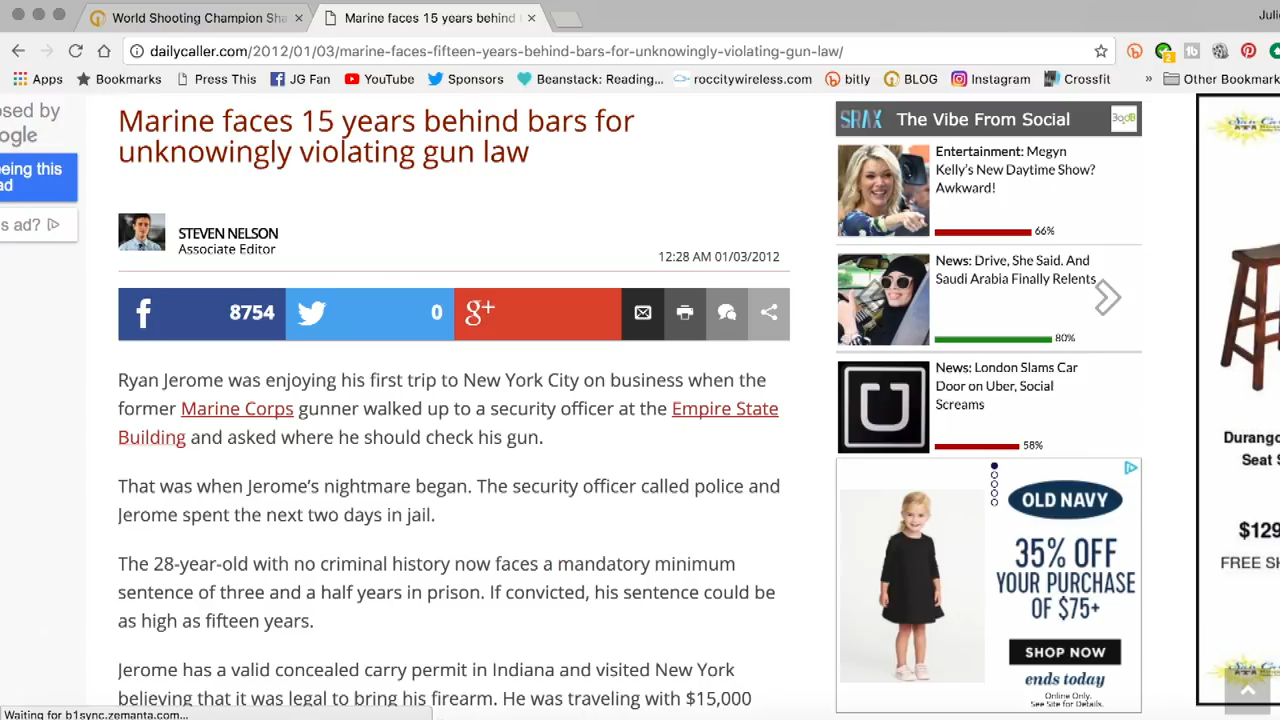 World Shooting Champion Sha
Marine faces 15 years behind
Julie
dailycaller.com/2012/01/03/marine-faces-fifteen-years-behind-bars-for-unknowingly-violating-gun-law/
2
Apps
Bookmarks
Press This
JG Fan
YouTube
Sponsors
Beanstack: Reading...
roccitywireless.com
bitly
BLOG
Instagram
Crossfit
»
Other Bookmark
osed by
ogle
eeing this
ad
s ad?
Marine faces 15 years behind bars for
unknowingly violating gun law
STEVEN NELSON
Associate Editor
12:28 AM 01/03/2012
8754
0
g+
Ryan Jerome was enjoying his first trip to New York City on business when the
former Marine Corps gunner walked up to a security officer at the Empire State
Building and asked where he should check his gun.
That was when Jerome’s nightmare began. The security officer called police and
Jerome spent the next two days in jail.
The 28-year-old with no criminal history now faces a mandatory minimum
sentence of three and a half years in prison. If convicted, his sentence could be
as high as fifteen years.
Jerome has a valid concealed carry permit in Indiana and visited New York
believing that it was legal to bring his firearm. He was traveling with $15,000
Waiting for b1sync.zemanta.com...
SRAX
The Vibe From Social
Entertainment: Megyn
Kelly's New Daytime Show?
Awkward!
66%
News: Drive, She Said. And
Saudi Arabia Finally Relents
80%
News: London Slams Car
Door on Uber, Social
Screams
58%
OLD NAVY
35% OFF
YOUR PURCHASE
OF $75+
SHOP NOW
ends today
Online Only.
See Site for Details.
Durango
Seat S
$129
FREE SH